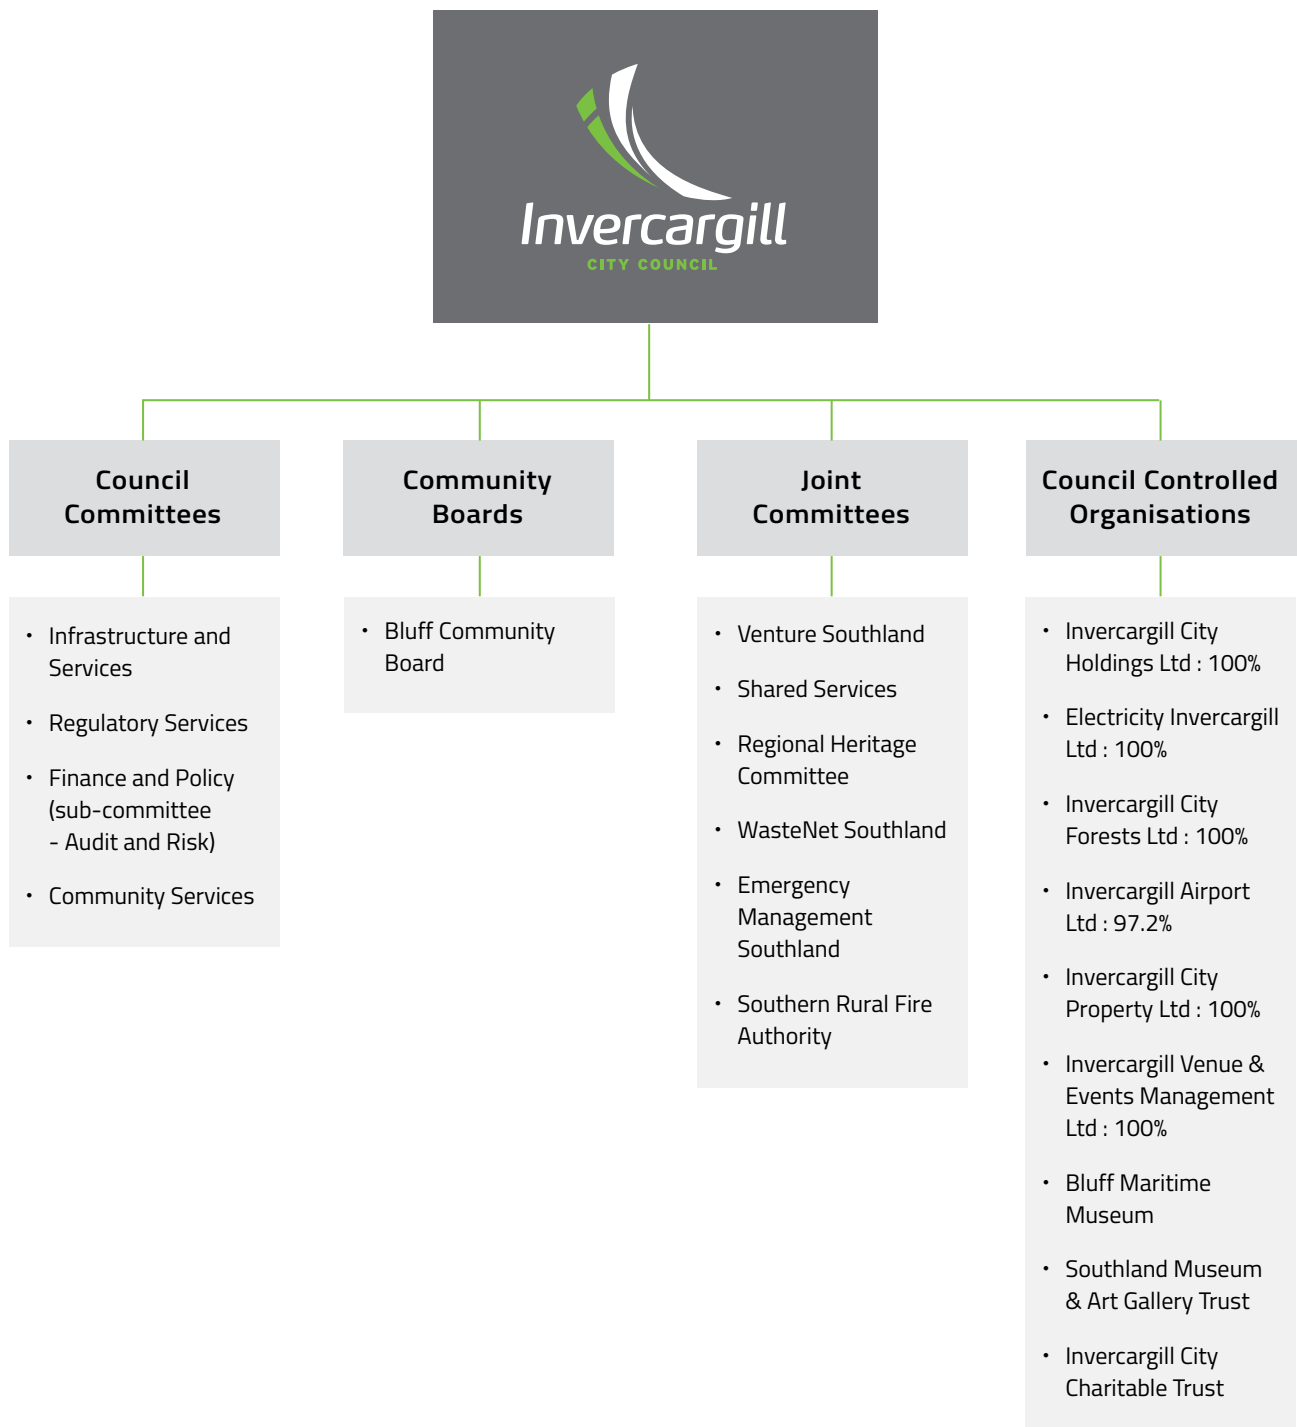 Invercargill
CITY COUNCIL
Council
Committees
• Infrastructure and
Services
• Regulatory Services
• Finance and Policy
(sub-committee
- Audit and Risk)
• Community Services
Community
Boards
• Bluff Community
Board
Joint
Committees
• Venture Southland
• Shared Services
• Regional Heritage
Committee
• WasteNet Southland
• Emergency
Management
Southland
• Southern Rural Fire
Authority
Council Controlled
Organisations
• Invercargill City
Holdings Ltd : 100%
• Electricity Invercargill
Ltd : 100%
• Invercargill City
Forests Ltd : 100%
• Invercargill Airport
Ltd : 97.2%
• Invercargill City
Property Ltd : 100%
• Invercargill Venue &
Events Management
Ltd : 100%
• Bluff Maritime
Museum
• Southland Museum
& Art Gallery Trust
• Invercargill City
Charitable Trust